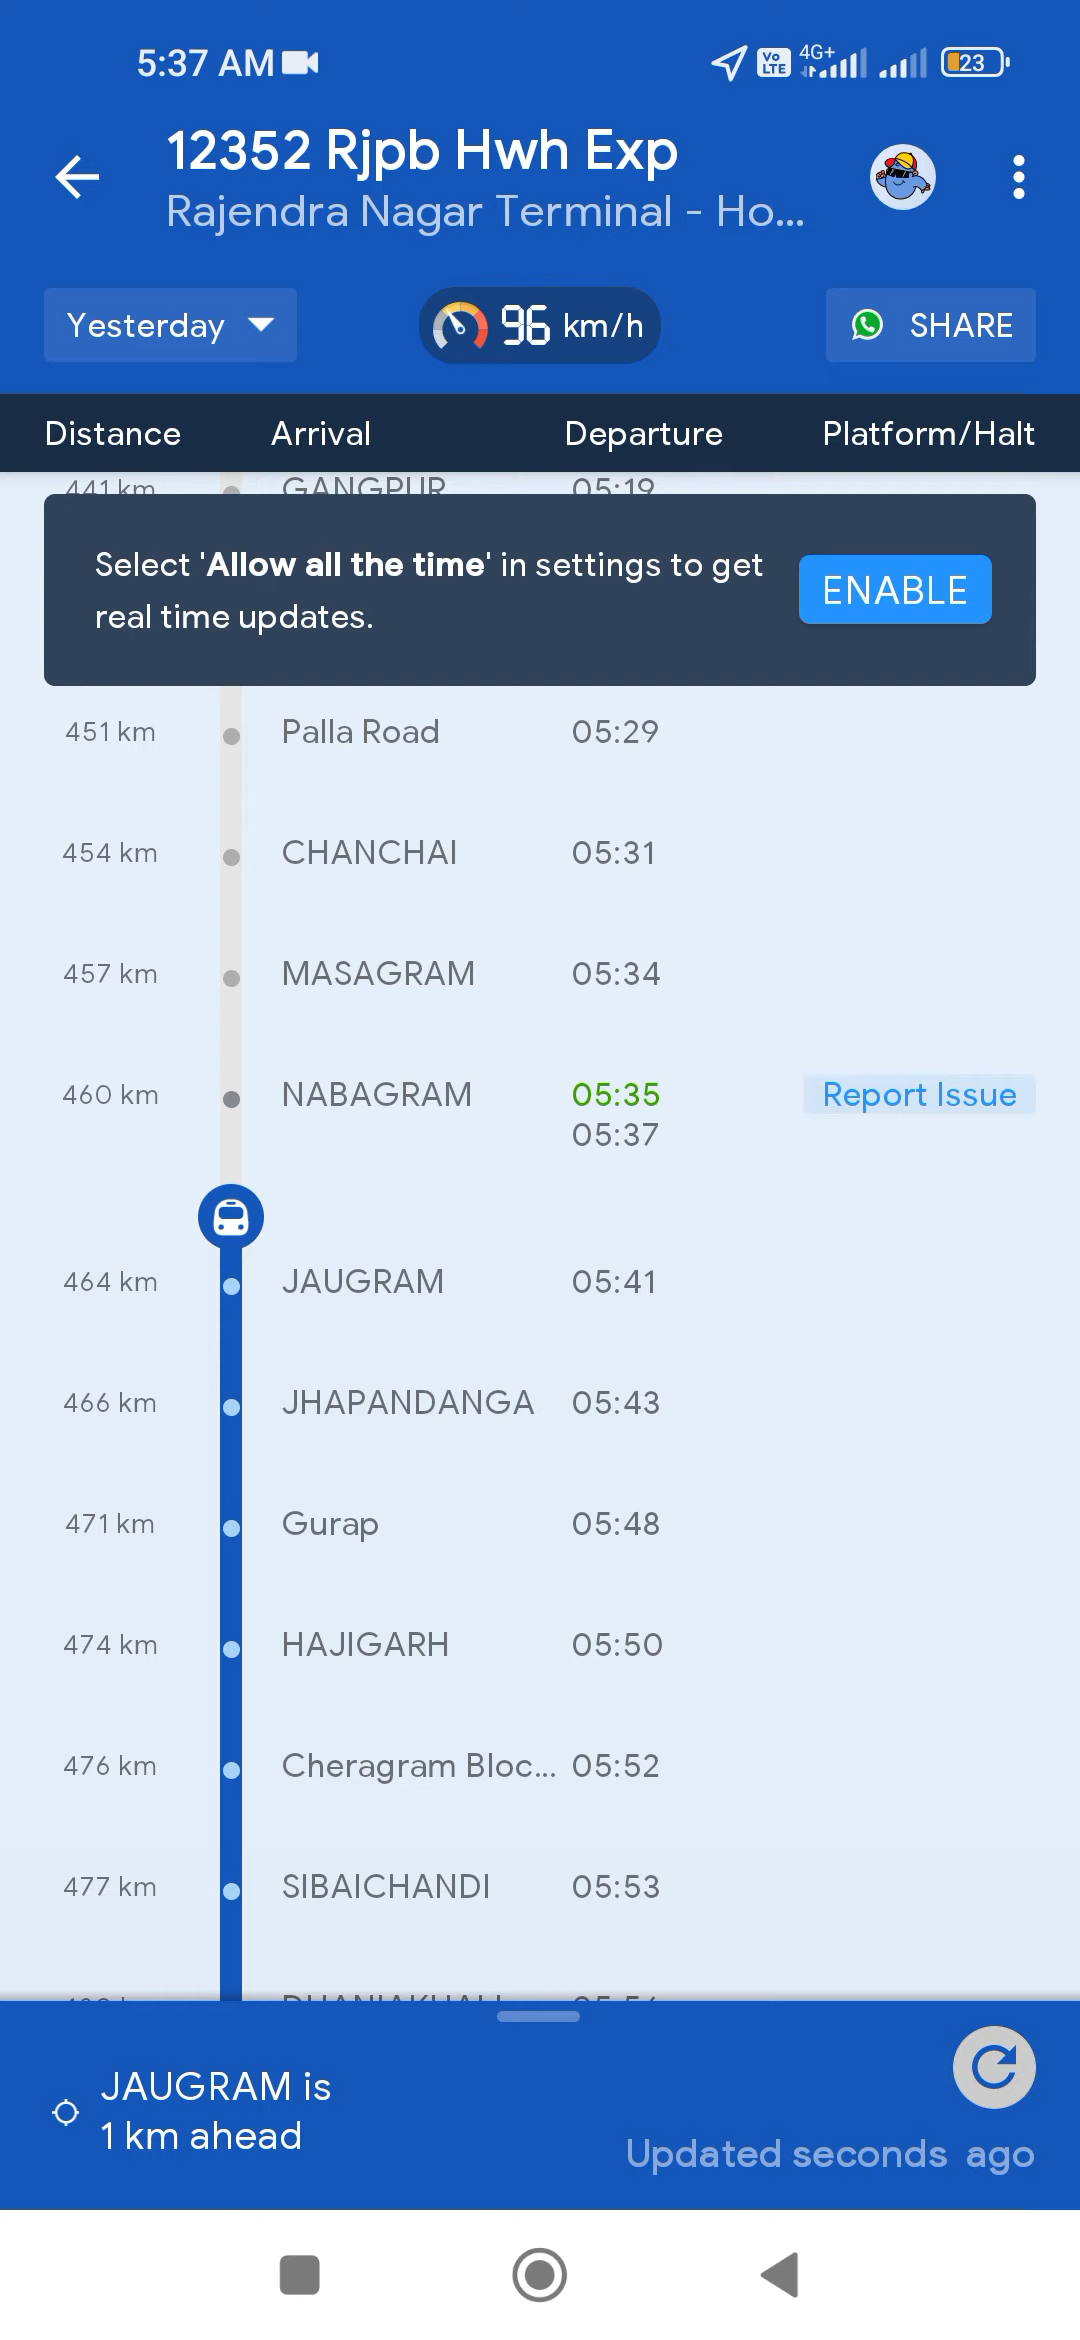 5:37 AM
Vo LTE
4G+
23
12352 Rjpb Hwh Exp
Rajendra Nagar Terminal - Ho...
Yesterday
96 km/h
SHARE
Distance Arrival Departure Platform/Halt
441 km GANGPUR 05:19
Select 'Allow all the time' in settings to get
real time updates.
ENABLE
451 km Palla Road 05:29
454 km CHANCHAI 05:31
457 km MASAGRAM 05:34
460 km NABAGRAM 05:35 Report Issue
05:37
464 km JAUGRAM 05:41
466 km JHAPANDANGA 05:43
471 km Gurap 05:48
474 km HAJIGARH 05:50
476 km Cheragram Bloc... 05:52
477 km SIBAICHANDI 05:53
JAUGRAM is
1 km ahead
Updated seconds ago